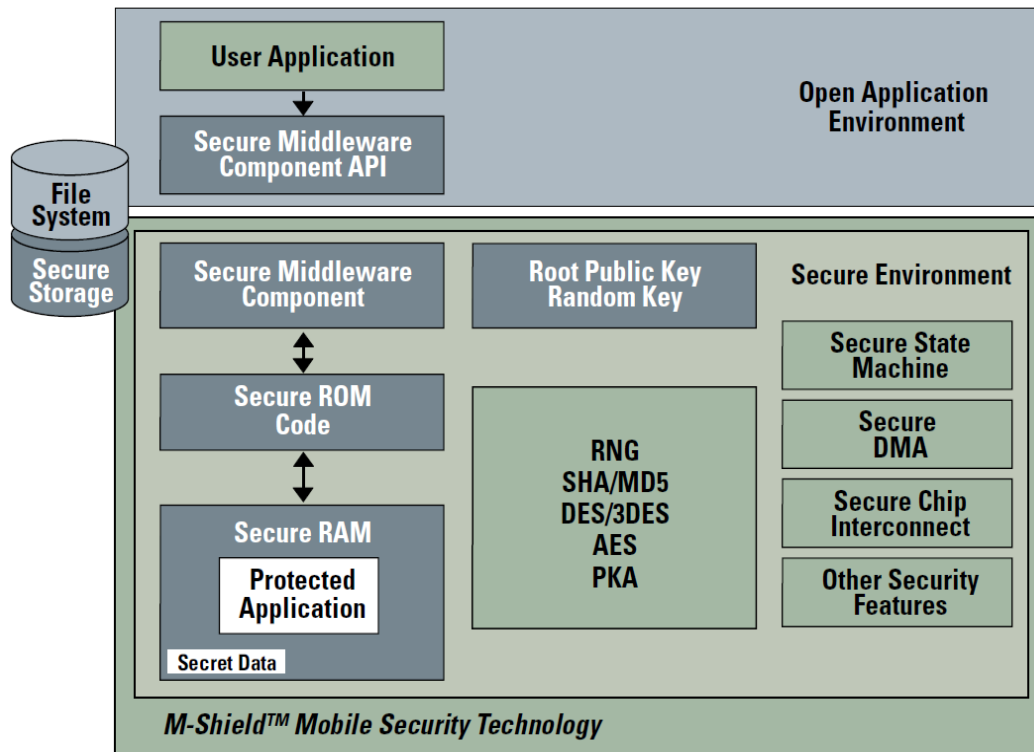 User Application
Open Application
Environment
Secure Middleware
Component API
File
System
Secure
Storage
Secure Middleware
Component
Root Public Key
Random Key
Secure Environment
Secure State
Machine
Secure ROM
Code
RNG
SHA/MD5
DES/3DES
AES
PKA
Secure
DMA
Secure Chip
Interconnect
Secure RAM
Protected
Application
Other Security
Features
Secret Data
M-Shield™ Mobile Security Technology